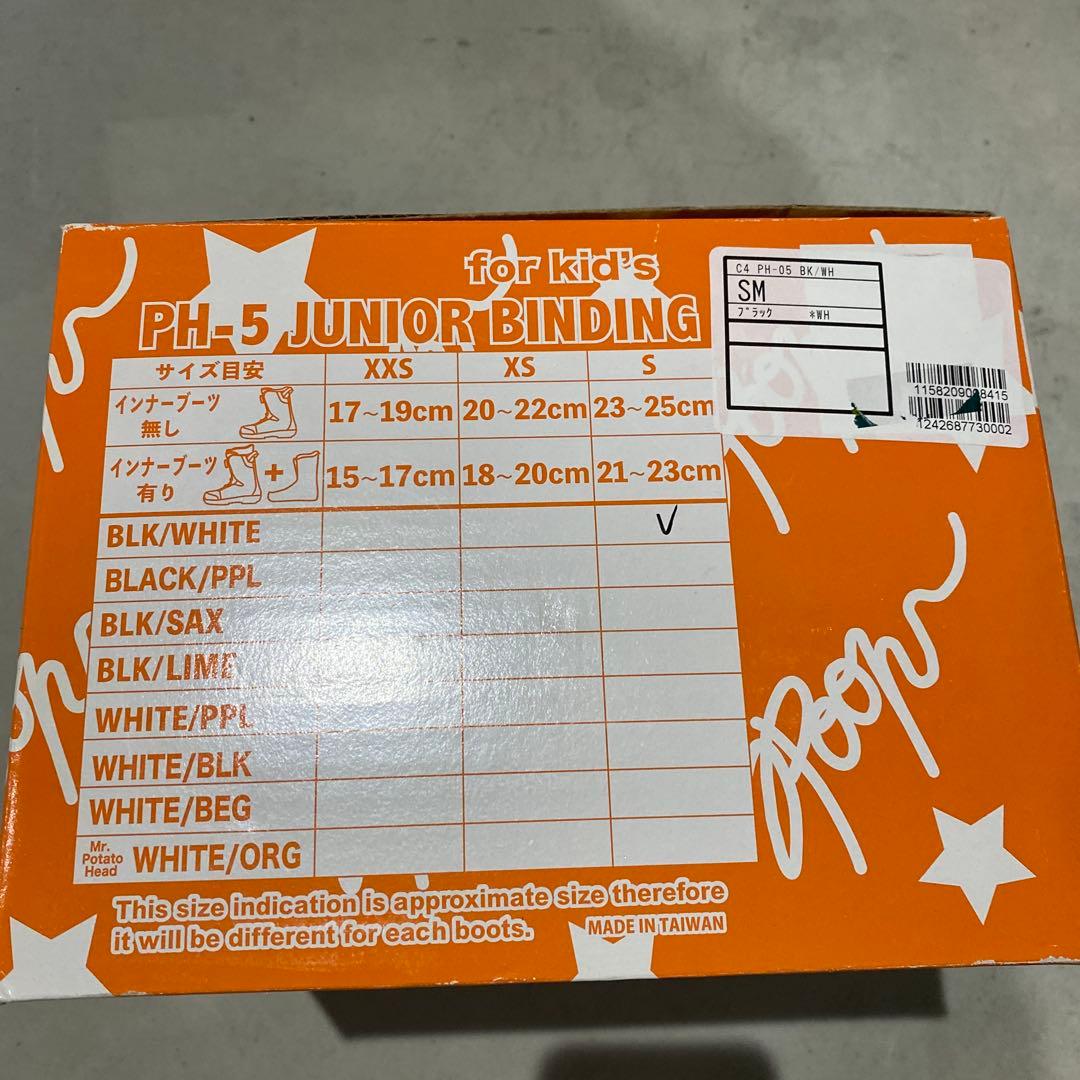 for kid's
PH-5 JUNIOR BINDING
C4 PH-05 BK/WH
SM
ブラック *WH
1242687730002
サイズ目安 XXS XS S
インナーブーツ
無し
17~19cm 20~22cm 23~25cm
インナーブーツ
有り
+
15~17cm 18~20cm 21~23cm
BLK/WHITE V
BLACK/PPL
BLK/SAX
BLK/LIME
WHITE/PPL
WHITE/BLK
WHITE/BEG
Mr.
Potato
Head
WHITE/ORG
This size indication is approximate size therefore
it will be different for each boots.
MADE IN TAIWAN